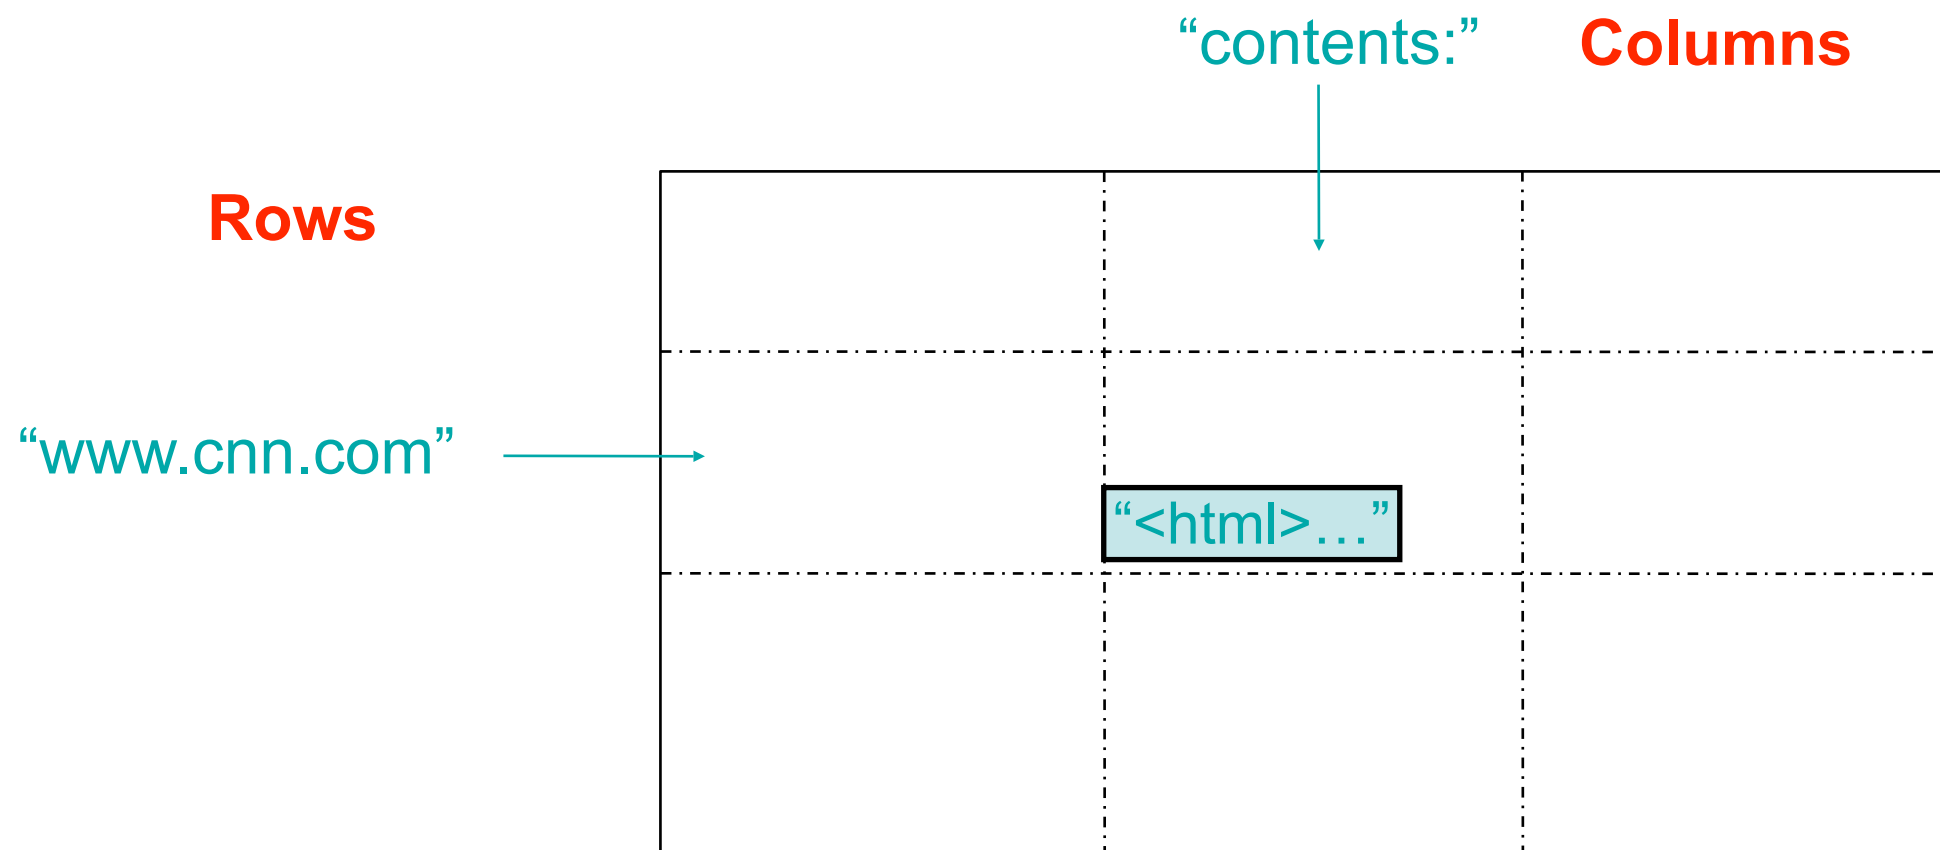 “contents:” Columns
Rows
“www.cnn.com”
“<html>…”